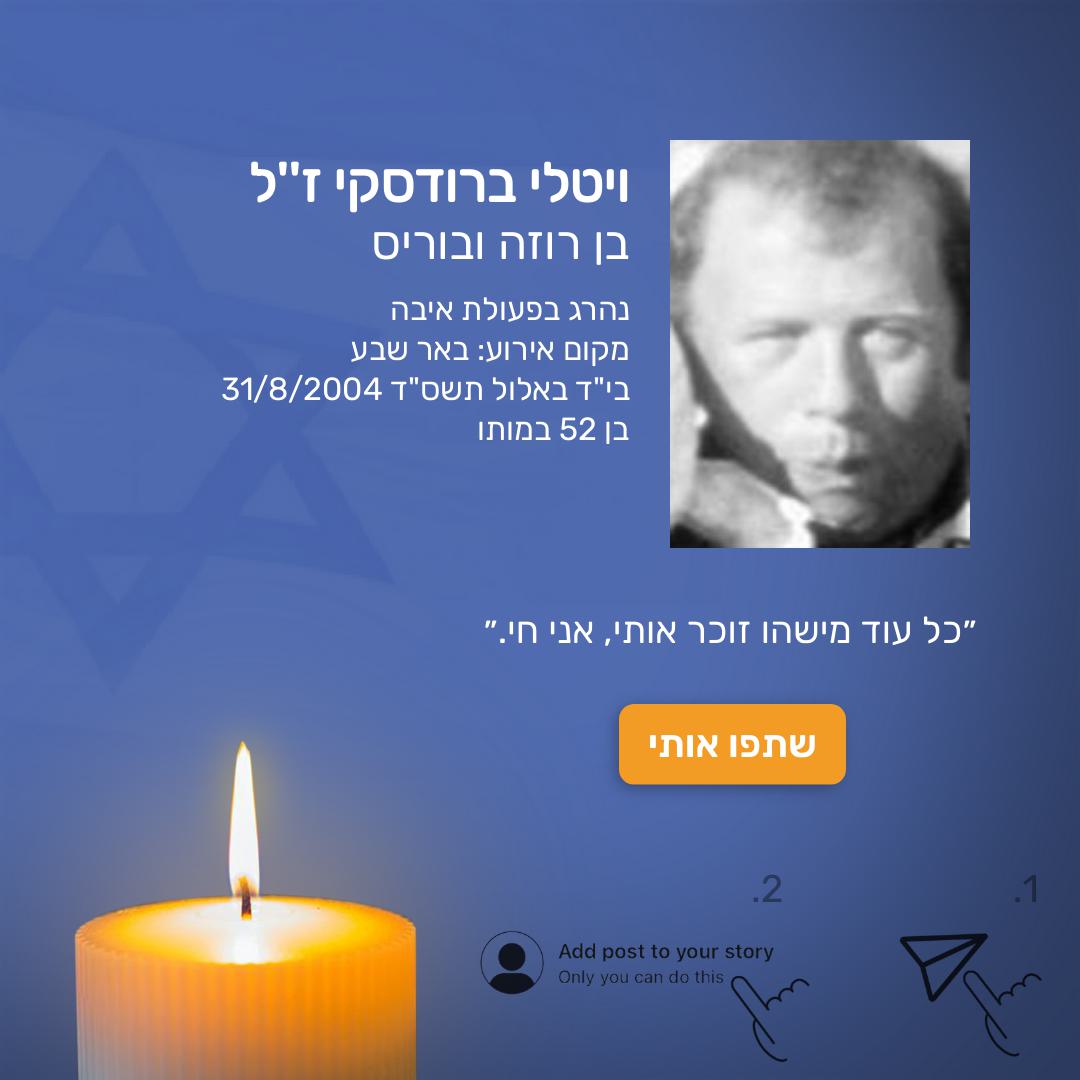 ויטלי ברודסקי ז"ל
בן רוזה ובוריס
נהרג בפעולת איבה
מקום אירוע: באר שבע
בי"ד באלול תשס"ד 31/8/2004
בן 52 במותו
״כל עוד מישהו זוכר אותי, אני חי.״
שתפו אותי
1.
2.
Add post to your story
Only you can do this